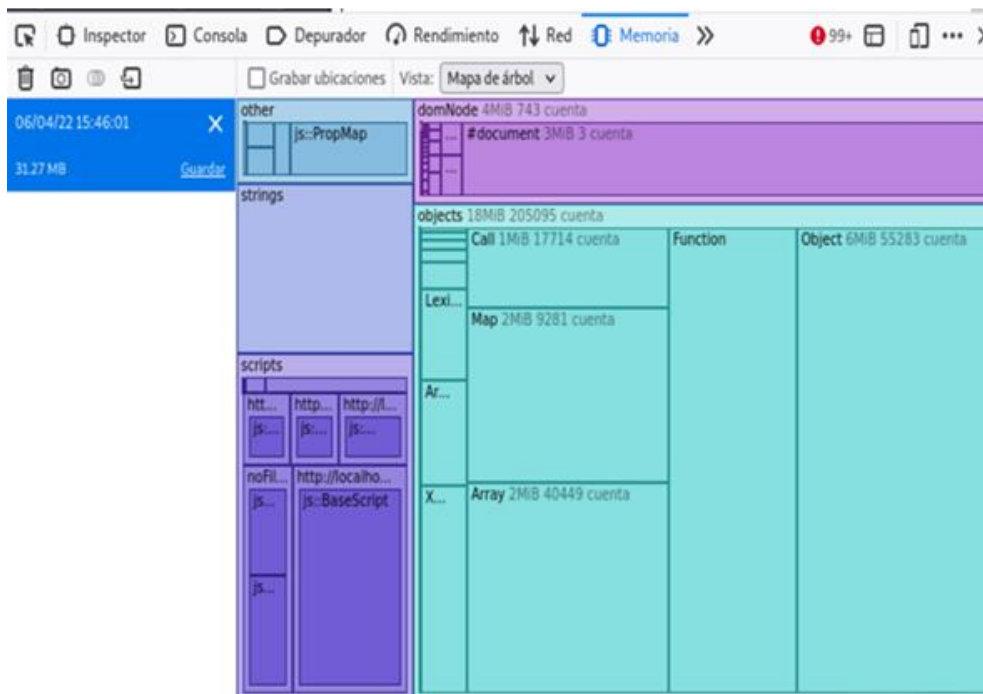 Inspector Consola Depurador Rendimiento Red Memoria 99+
Grabar ubicaciones Vista: Mapa de árbol
06/04/22 15:46:01
31.27 MB Guardar
other
js::PropMap
strings
scripts
htt... http... http://l...
js:... js:... js:...
noFil... http://localho...
js... js::BaseScript
js...
domNode 4MiB 743 cuenta
... #document 3MiB 3 cuenta
...
objects 18MiB 205095 cuenta
Call 1MiB 17714 cuenta Function Object 6MiB 55283 cuenta
Lexi...
Map 2MiB 9281 cuenta
Ar...
X... Array 2MiB 40449 cuenta